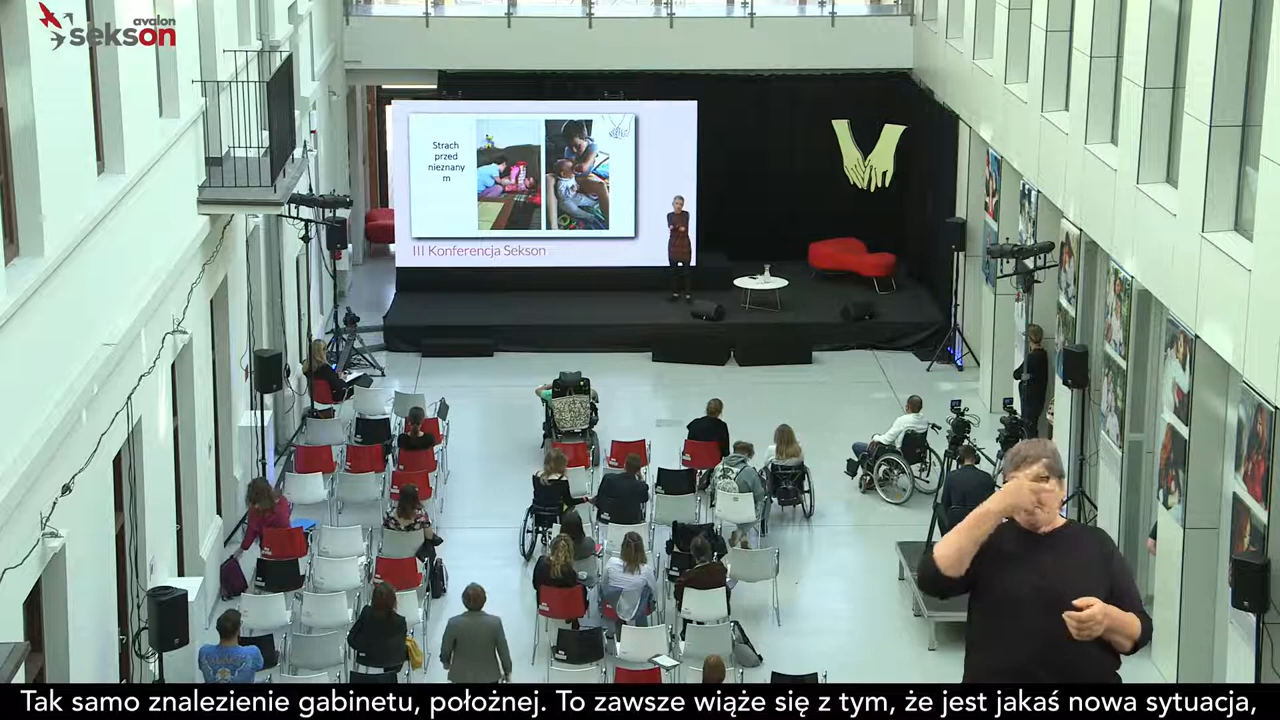 avalon
sekson
Strach
przed
nieznany
m
III Konferencja Sekson
Tak samo znalezienie gabinetu, położnej. To zawsze wiąże się z tym, że jest jakaś nowa sytuacja,